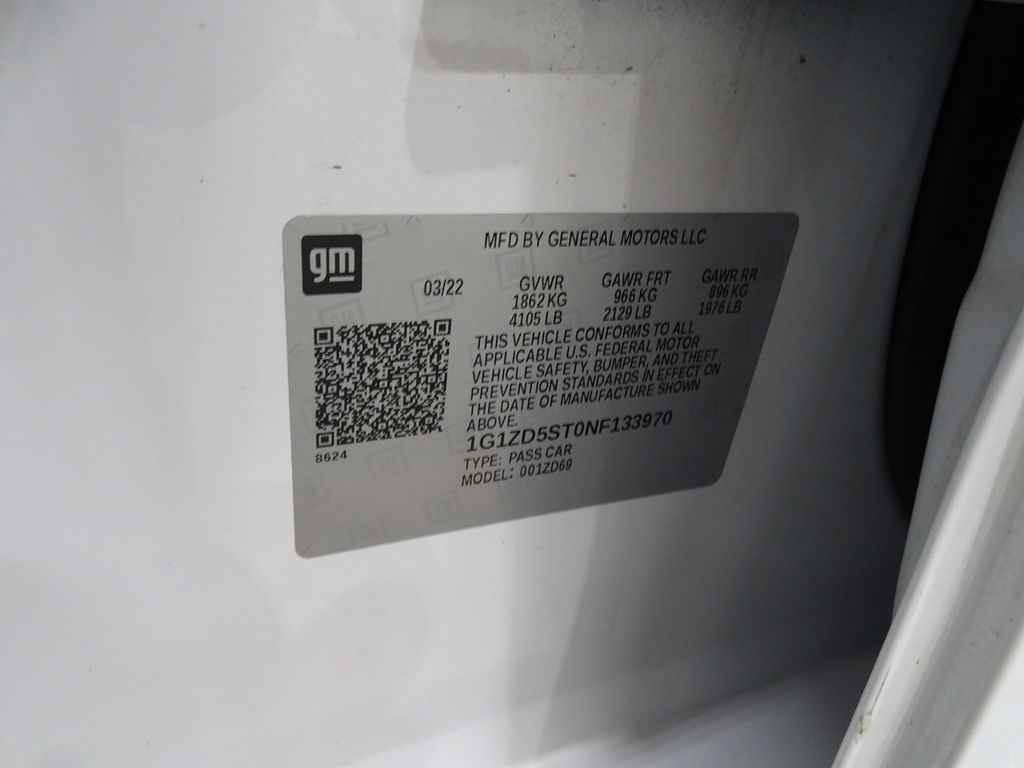 gm
MFD BY GENERAL MOTORS LLC
03/22 GVWR GAWR FRT GAWR RR
1862 KG 966 KG 896 KG
4105 LB 2129 LB 1976 LB
THIS VEHICLE CONFORMS TO ALL
APPLICABLE U.S. FEDERAL MOTOR
VEHICLE SAFETY, BUMPER, AND THEFT
PREVENTION STANDARDS IN EFFECT ON
THE DATE OF MANUFACTURE SHOWN
ABOVE.
1G1ZD5ST0NF133970
8624
TYPE: PASS CAR
MODEL: 001ZD69